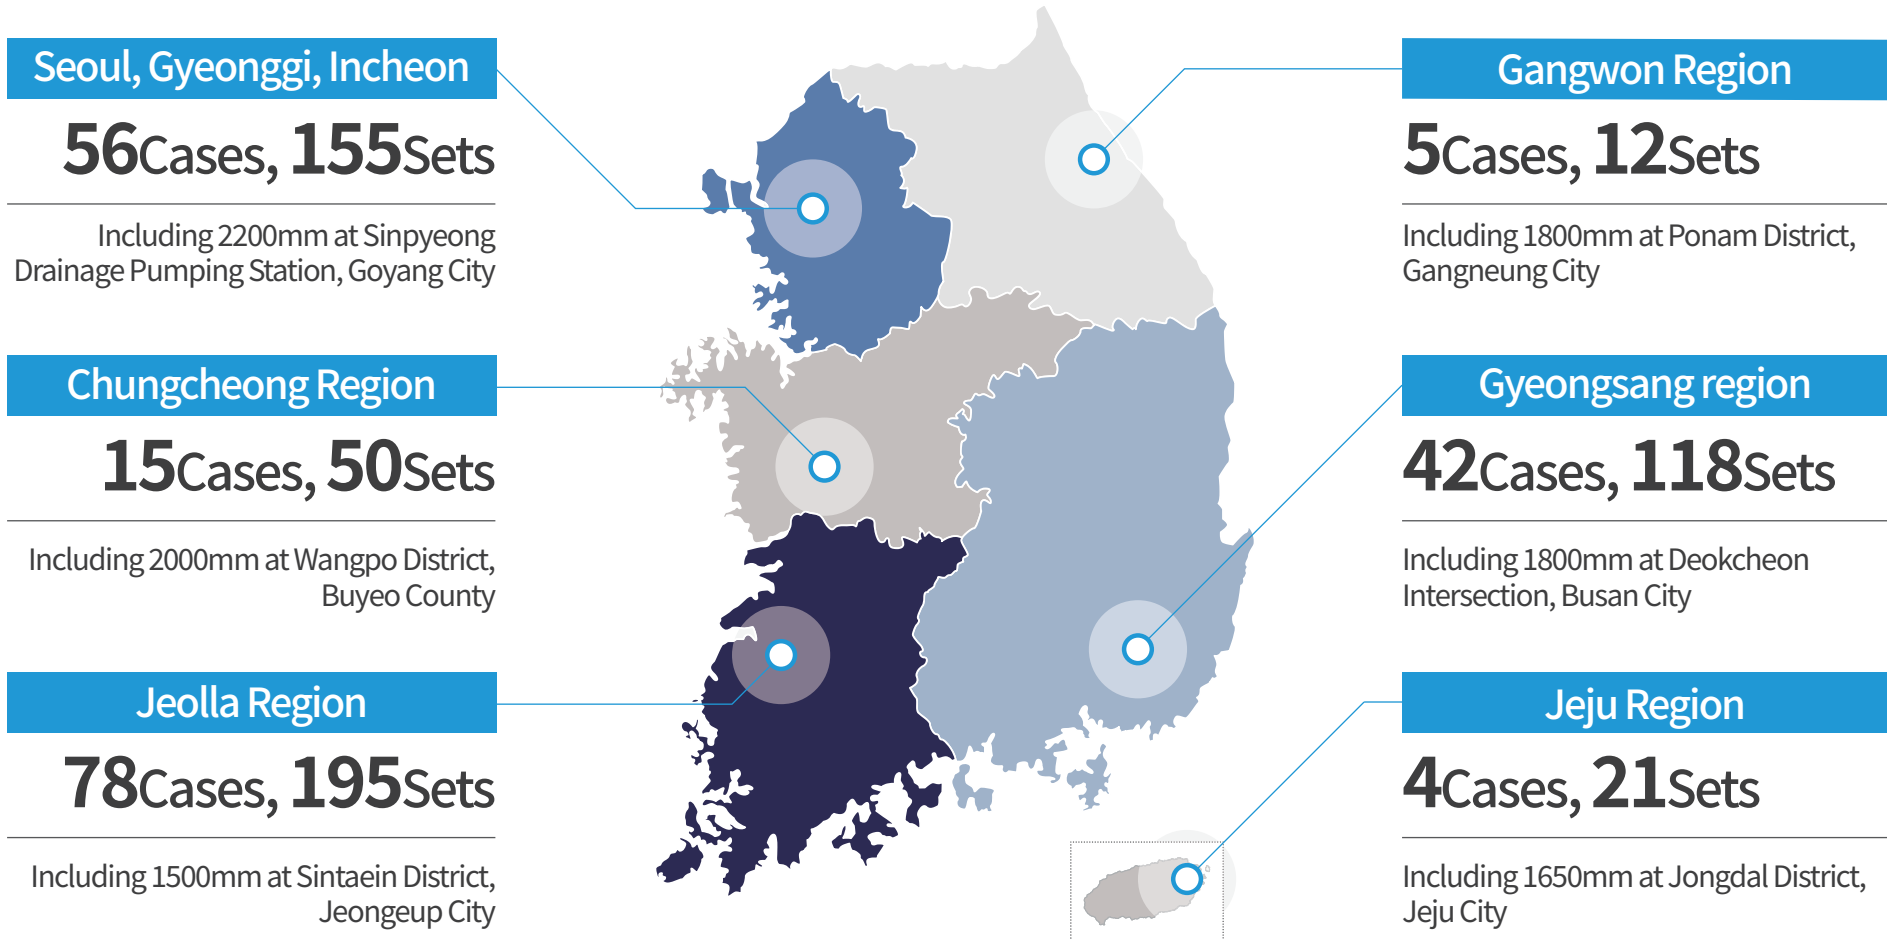 Seoul, Gyeonggi, Incheon
56Cases, 155Sets
Including 2200mm at Sinpyeong
Drainage Pumping Station, Goyang City
Chungcheong Region
15Cases, 50Sets
Including 2000mm at Wangpo District,
Buyeo County
Jeolla Region
78Cases, 195Sets
Including 1500mm at Sintaein District,
Jeongeup City
Gangwon Region
5Cases, 12Sets
Including 1800mm at Ponam District,
Gangneung City
Gyeongsang region
42Cases, 118Sets
Including 1800mm at Deokcheon
Intersection, Busan City
Jeju Region
4Cases, 21Sets
Including 1650mm at Jongdal District,
Jeju City